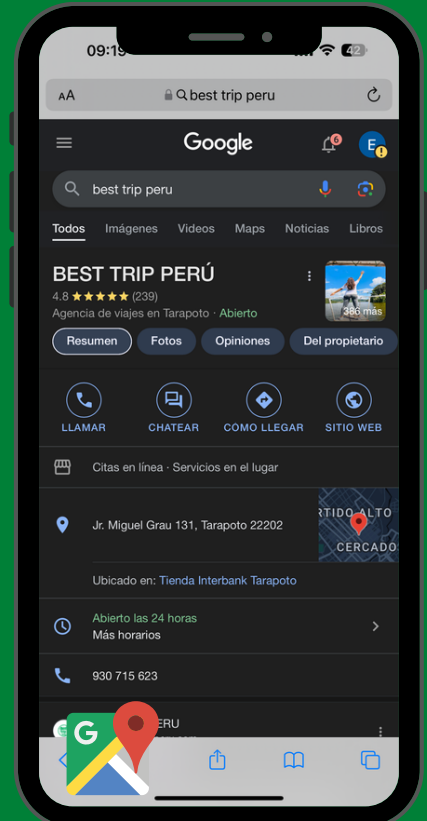 09:19
42
AA
best trip peru
Google
6
E
best trip peru
Todos Imágenes Videos Maps Noticias Libros
BEST TRIP PERÚ
4.8 (239)
386 más
Agencia de viajes en Tarapoto · Abierto
Resumen Fotos Opiniones Del propietario
LLAMAR CHATEAR CÓMO LLEGAR SITIO WEB
Citas en línea · Servicios en el lugar
Jr. Miguel Grau 131, Tarapoto 22202
RTIDO ALTO
CERCADO
Ubicado en: Tienda Interbank Tarapoto
Abierto las 24 horas
Más horarios
930 715 623
ERU
G